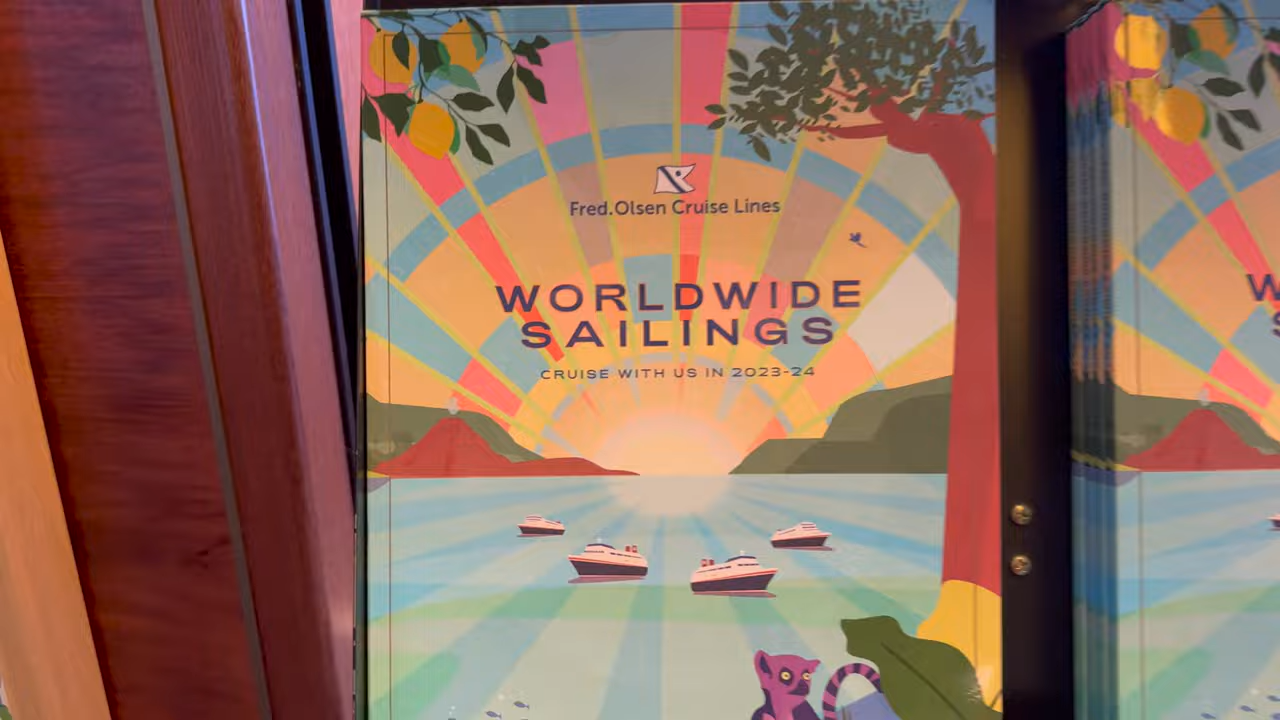 Fred.Olsen Cruise Lines
WORLDWIDE
SAILINGS
CRUISE WITH US IN 2023-24
W